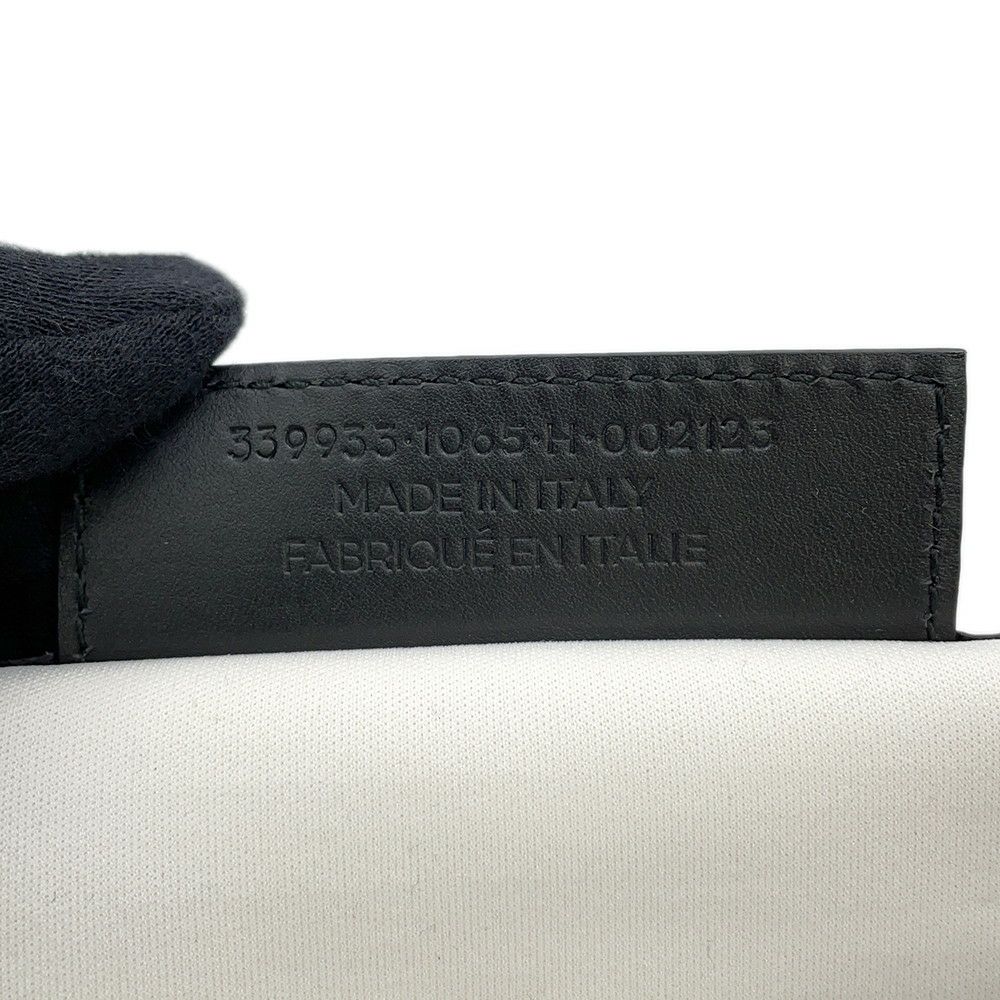 339933·1065·H·002123
MADE IN ITALY
FABRIQUÉ EN ITALIE